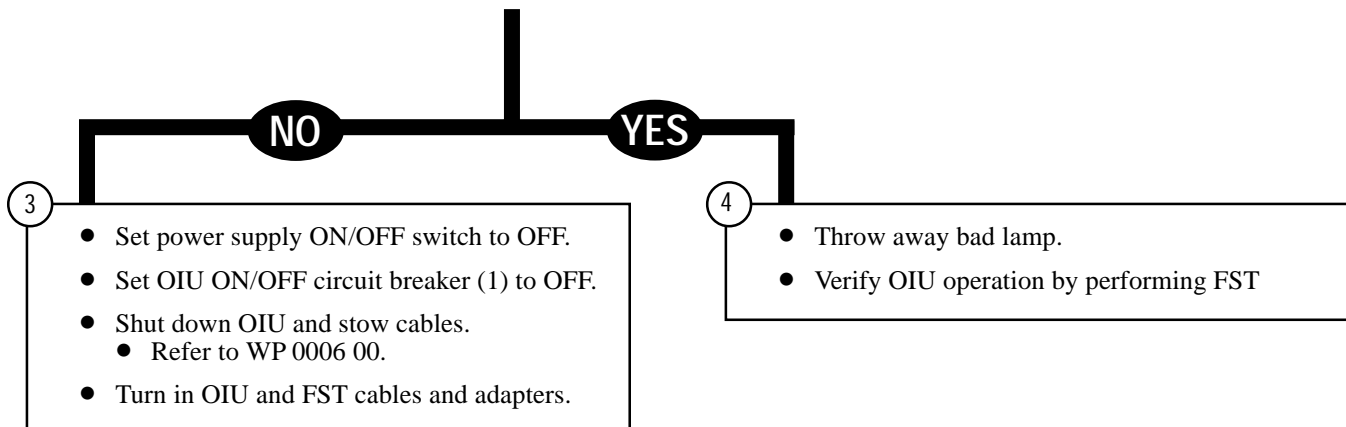 NO
YES
3
● Set power supply ON/OFF switch to OFF.
● Set OIU ON/OFF circuit breaker (1) to OFF.
● Shut down OIU and stow cables.
● Refer to WP 0006 00.
● Turn in OIU and FST cables and adapters.
4
● Throw away bad lamp.
● Verify OIU operation by performing FST